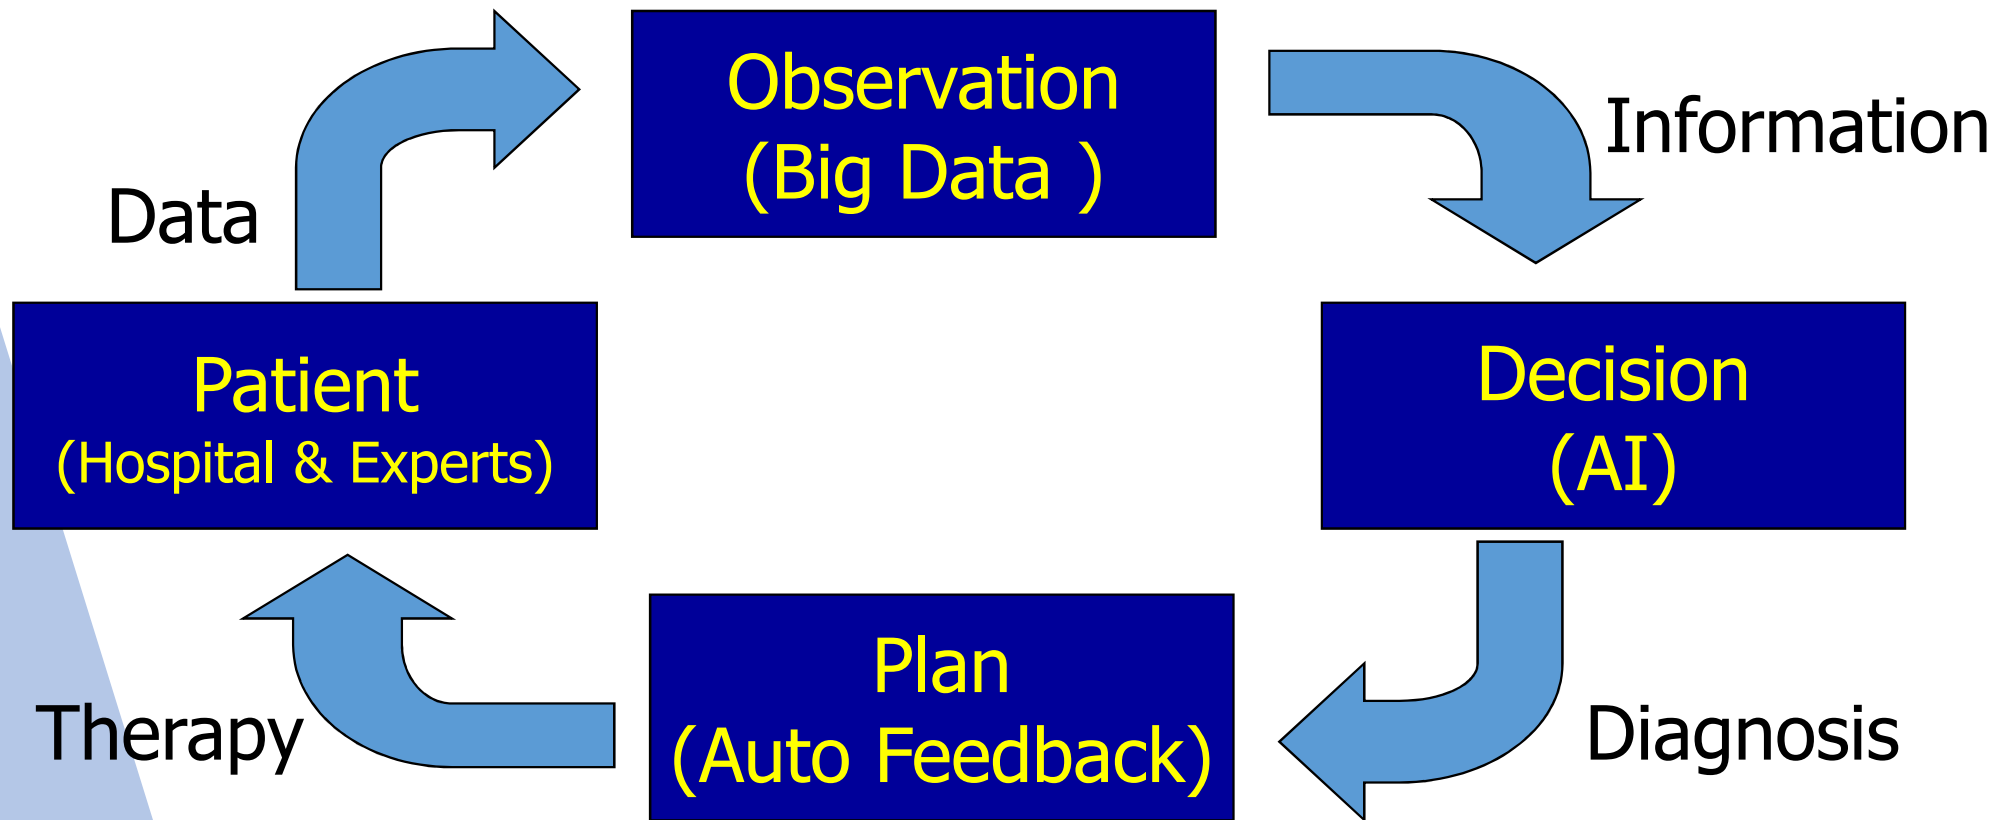 Observation
(Big Data )
Information
Data
Patient
(Hospital & Experts)
Decision
(AI)
Plan
(Auto Feedback)
Therapy
Diagnosis